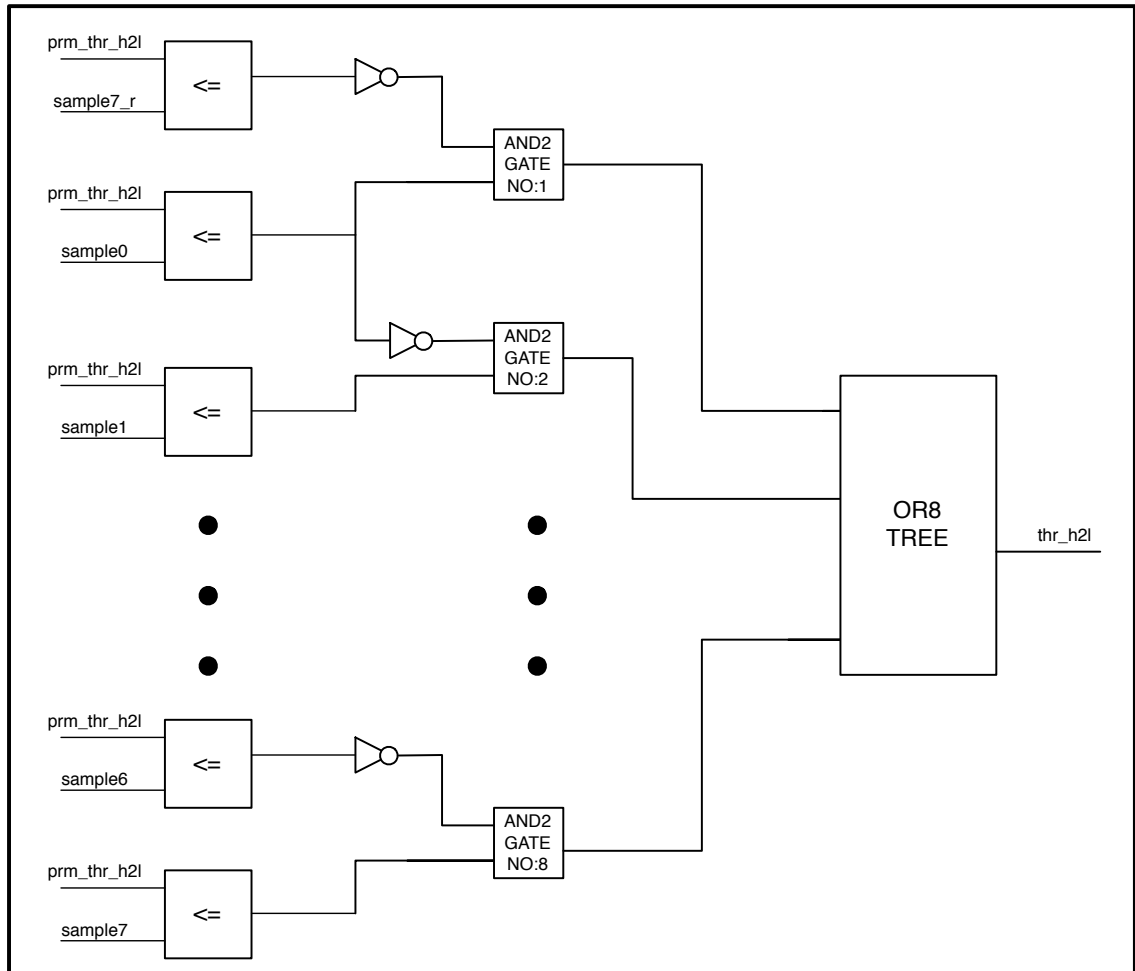 prm_thr_h2l
<=
sample7_r
AND2
GATE
NO:1
prm_thr_h2l
<=
sample0
AND2
GATE
NO:2
prm_thr_h2l
<=
sample1
OR8
TREE
thr_h2l
prm_thr_h2l
<=
sample6
AND2
GATE
NO:8
prm_thr_h2l
<=
sample7